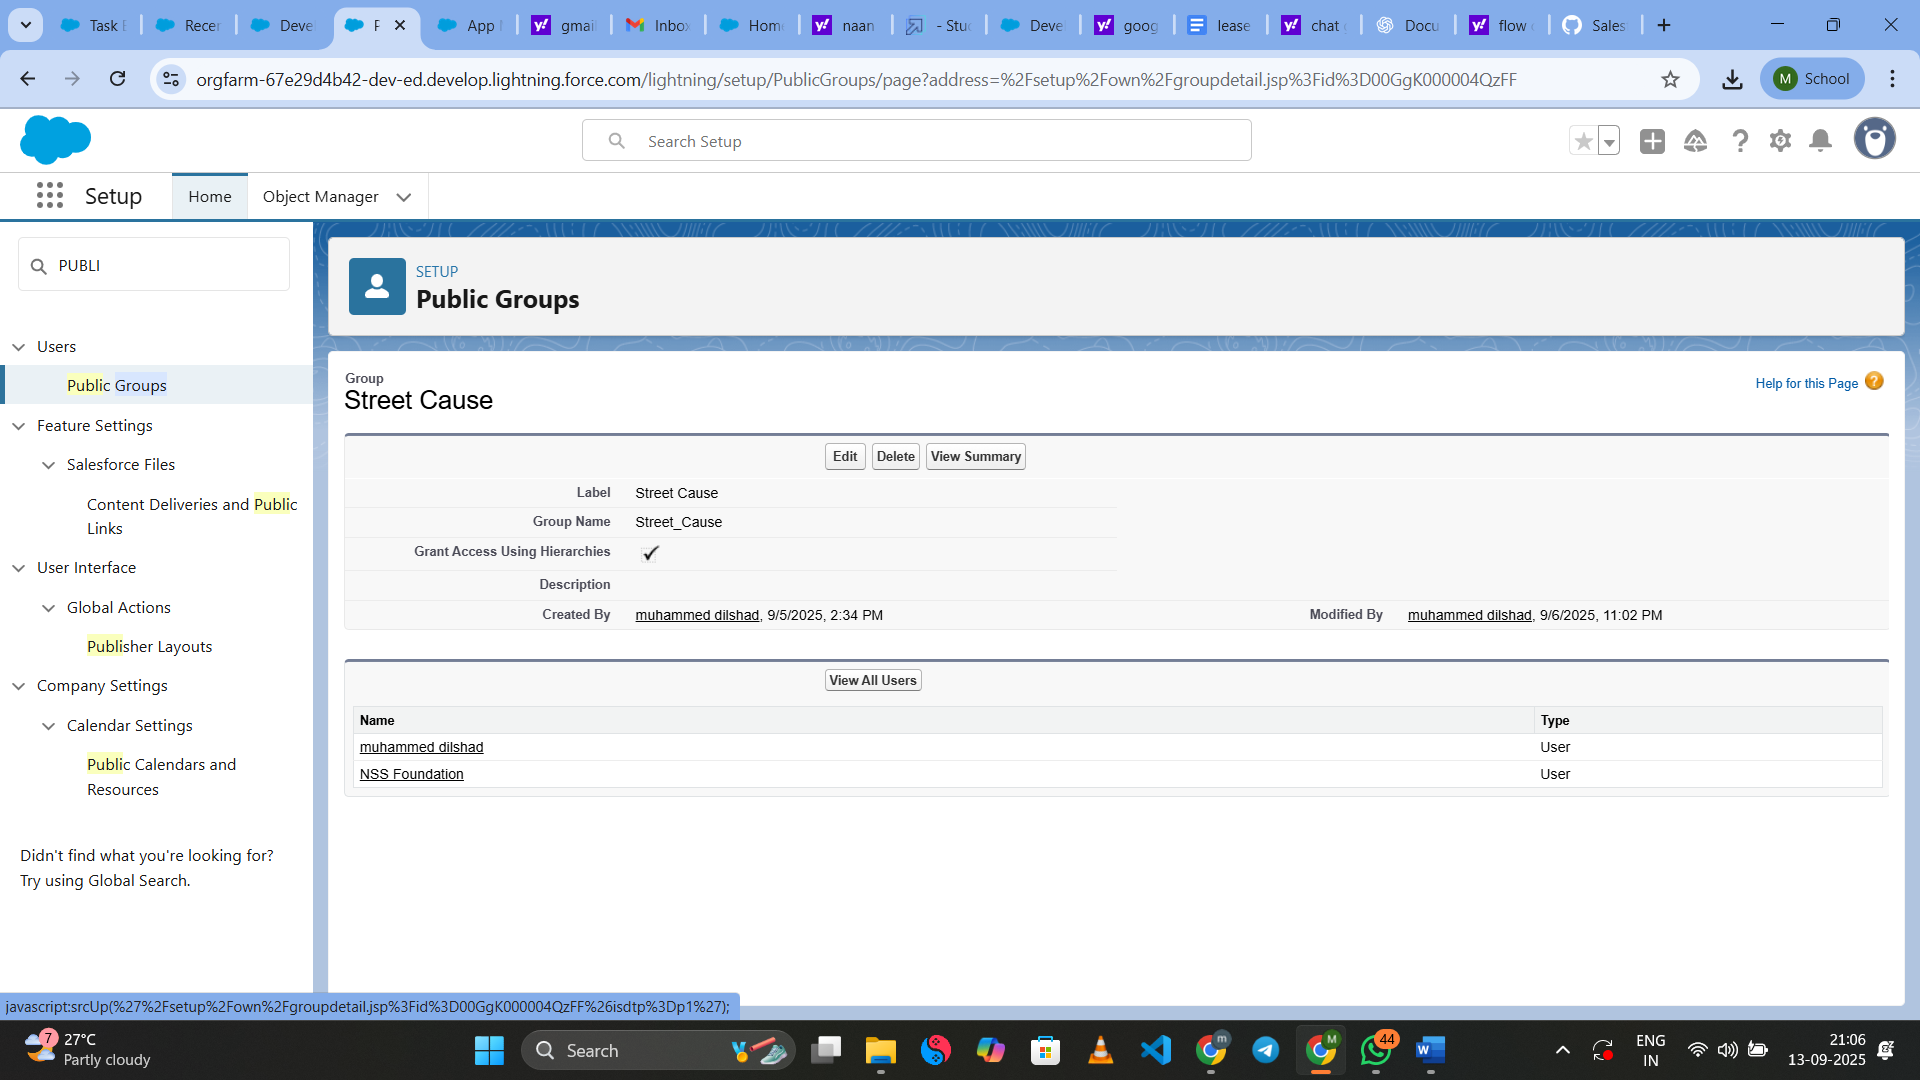 Task E
Recen
Devel
P
App M
gmail
Inbox
Home
naan
- Stud
Devel
goog
lease
chat g
Docu
flow c
Sales
orgfarm-67e29d4b42-dev-ed.develop.lightning.force.com/lightning/setup/PublicGroups/page?address=%2Fsetup%2Fown%2Fgroupdetail.jsp%3Fid%3D00GgK000004QzFF
M School
Search Setup
Setup
Home
Object Manager
PUBLI
Users
Public Groups
Feature Settings
Salesforce Files
Content Deliveries and Public
Links
User Interface
Global Actions
Publisher Layouts
Company Settings
Calendar Settings
Public Calendars and
Resources
Didn't find what you're looking for?
Try using Global Search.
SETUP
Public Groups
Group
Street Cause
Help for this Page ?
Edit Delete View Summary
Label Street Cause
Group Name Street_Cause
Grant Access Using Hierarchies
Description
Created By muhammed dilshad, 9/5/2025, 2:34 PM
Modified By muhammed dilshad, 9/6/2025, 11:02 PM
View All Users
Name Type
muhammed dilshad User
NSS Foundation User
javascript:srcUp(%27%2Fsetup%2Fown%2Fgroupdetail.jsp%3Fid%3D00GgK000004QzFF%26isdtp%3Dp1%27);
7
27°C
Partly cloudy
Search
m
M
44
W
ENG
IN
21:06
13-09-2025